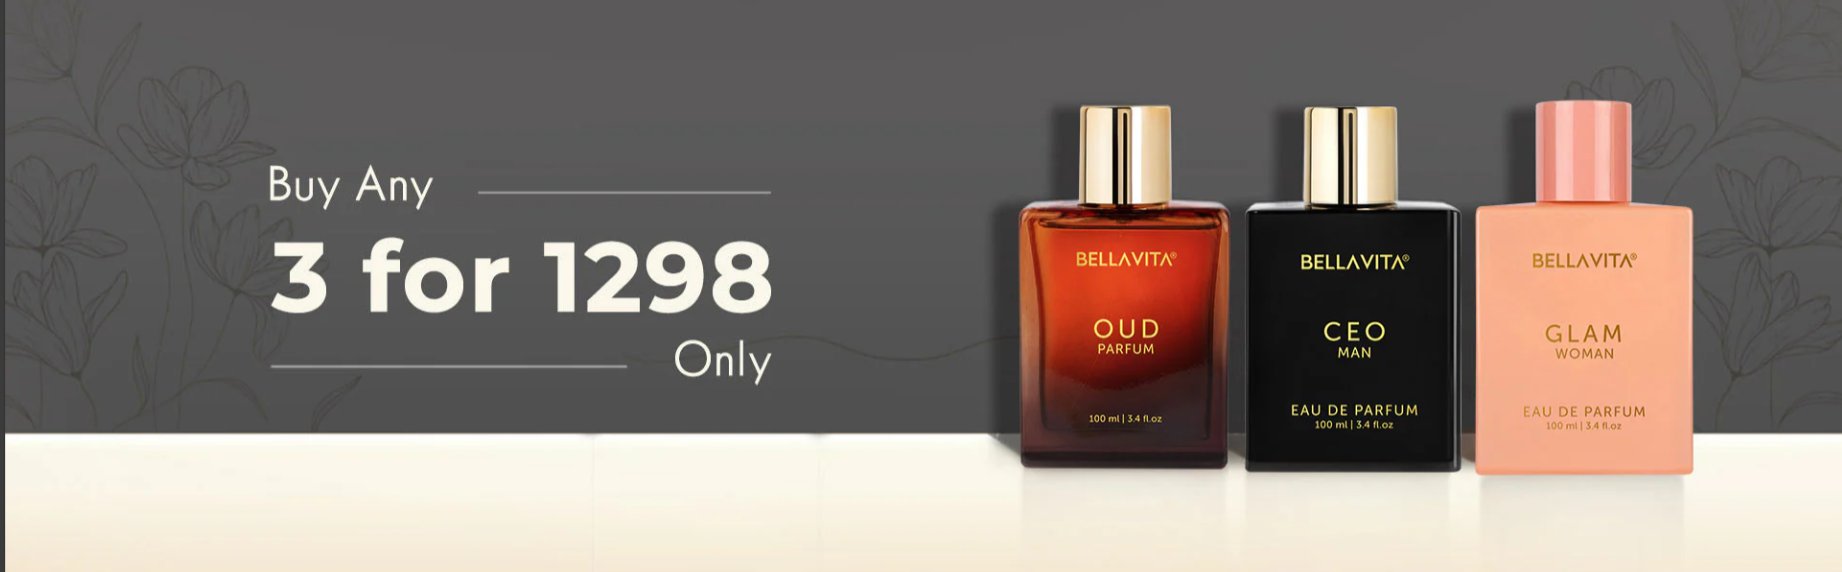 Buy Any
3 for 1298
Only
BELLAVITA®
OUD
PARFUM
100 ml | 3.4 fl.oz
BELLAVITA®
CEO
MAN
EAU DE PARFUM
100 ml | 3.4 fl.oz
BELLAVITA®
GLAM
WOMAN
EAU DE PARFUM
100 ml | 3.4 fl.oz